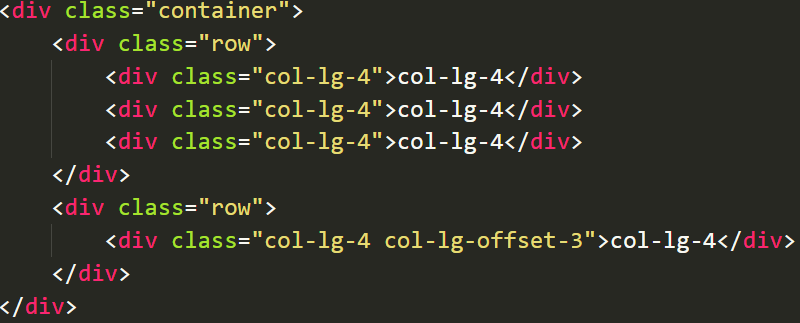 <div class="container">
    <div class="row">
        <div class="col-lg-4">col-lg-4</div>
        <div class="col-lg-4">col-lg-4</div>
        <div class="col-lg-4">col-lg-4</div>
    </div>
    <div class="row">
        <div class="col-lg-4 col-lg-offset-3">col-lg-4</div>
    </div>
</div>